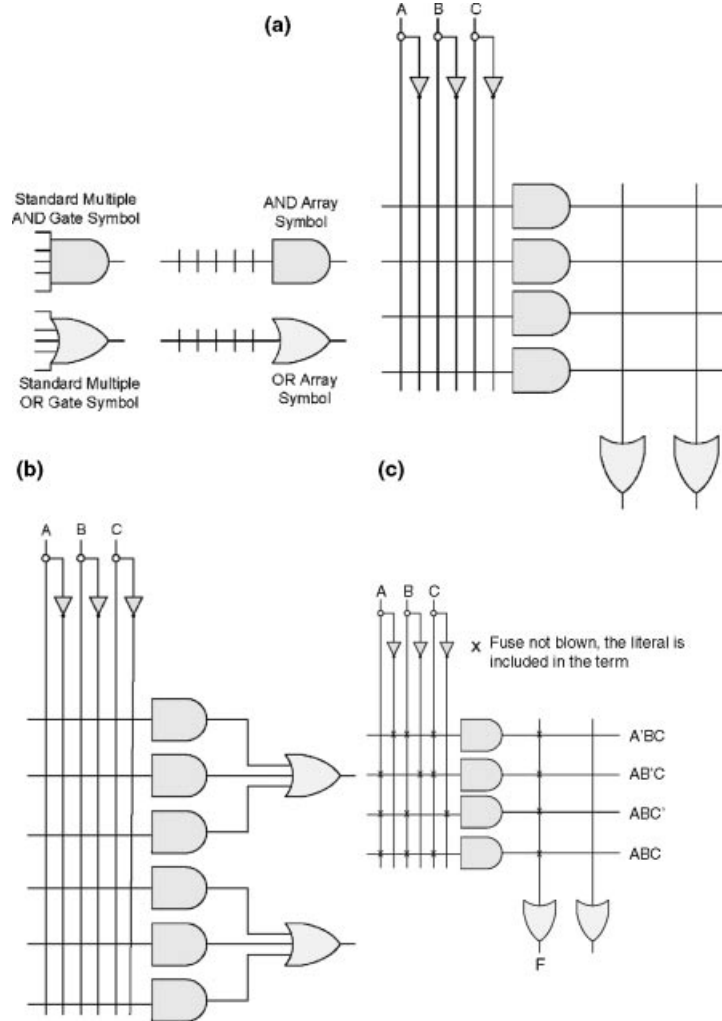 (a)
A B C
Standard Multiple
AND Gate Symbol
AND Array
Symbol
Standard Multiple
OR Gate Symbol
OR Array
Symbol
(b)
A B C
(c)
A B C
x Fuse not blown, the literal is
included in the term
A'BC
AB'C
ABC'
ABC
F